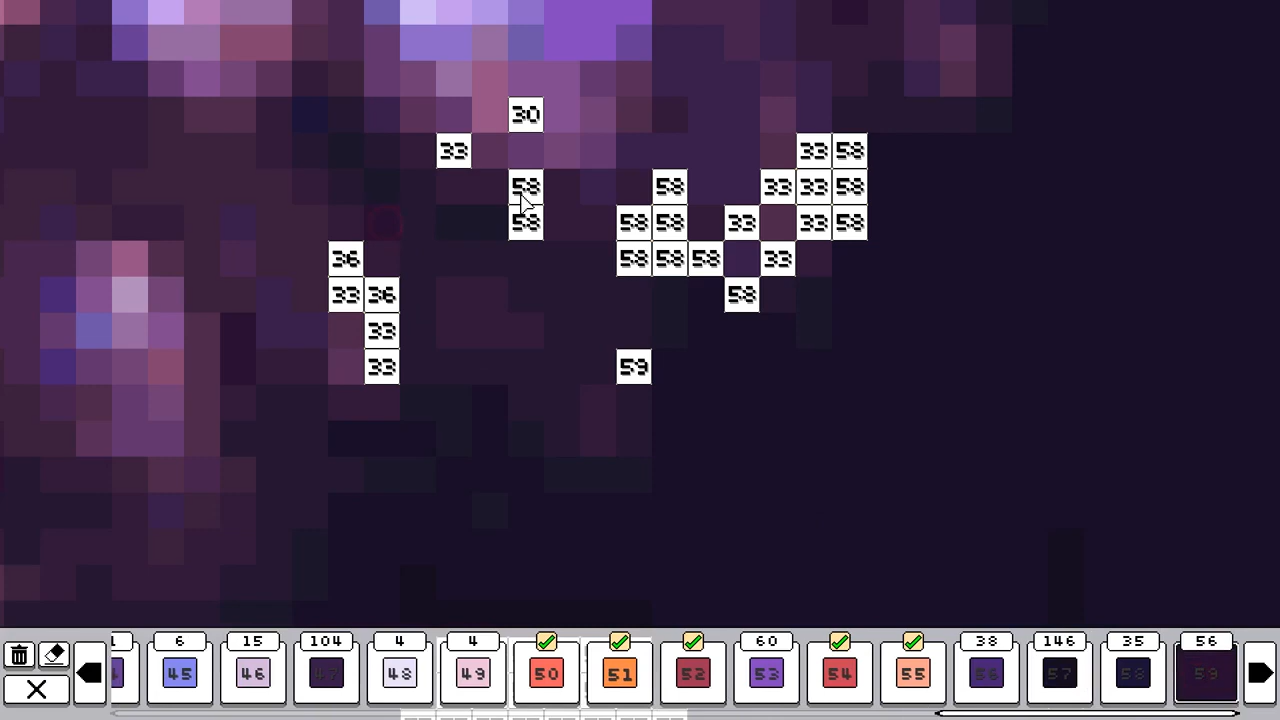 30
33 33 58
58 58 33 33 58
58 58 58 33 33 58
36 58 58 58 33
33 36 58
33
33 59
1 6 15 104 4 4 60 38 146 35 56
45 46 47 48 49 50 51 52 53 54 55 56 57 58 59